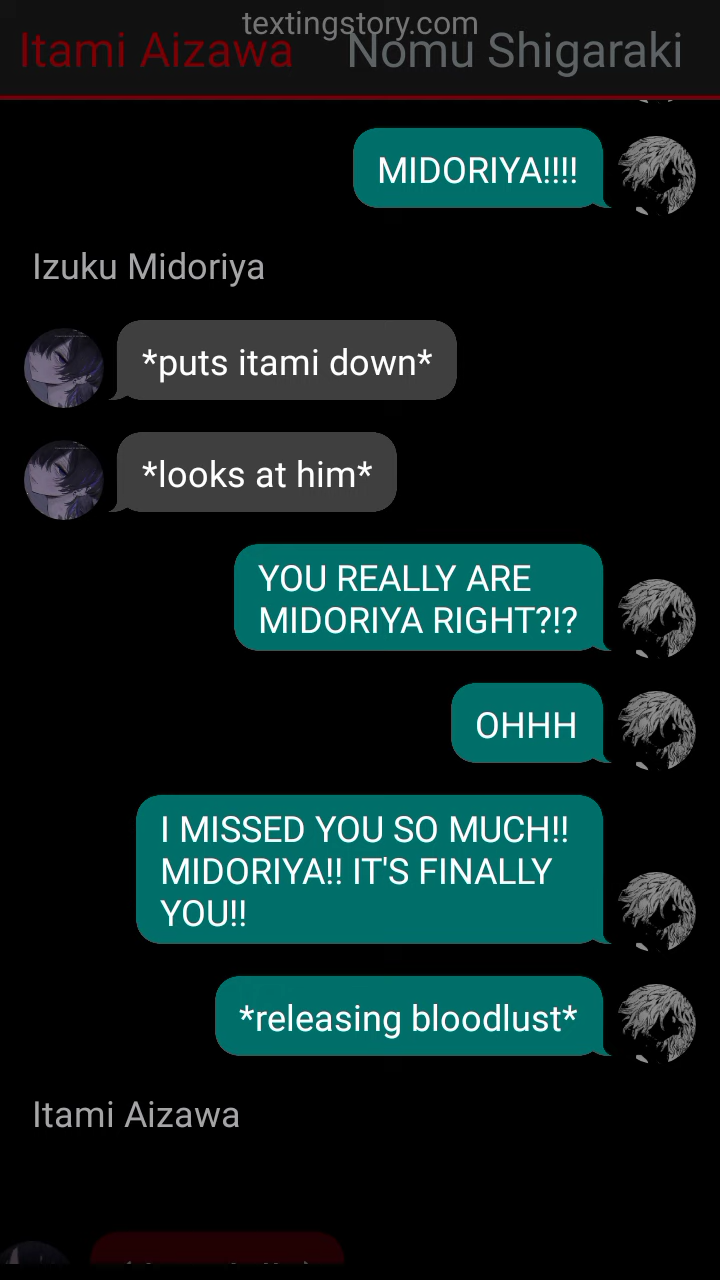 textingstory.com
Itami Aizawa Nomu Shigaraki
MIDORIYA!!!!
Izuku Midoriya
*puts itami down*
*looks at him*
YOU REALLY ARE
MIDORIYA RIGHT?!?
OHHH
I MISSED YOU SO MUCH!!
MIDORIYA!! IT'S FINALLY
YOU!!
*releasing bloodlust*
Itami Aizawa